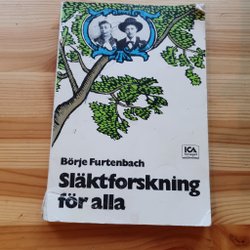 Börje Furtenbach
ICA
Släktforskning
för alla